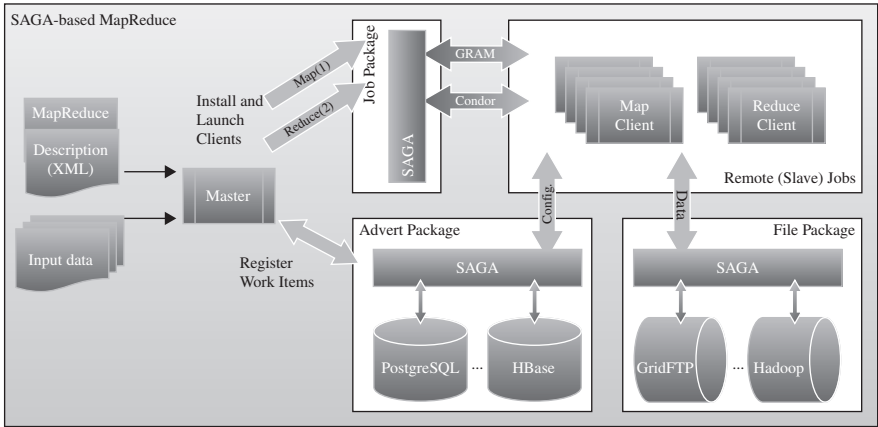 SAGA-based MapReduce
MapReduce
Description
(XML)
Input data
Master
Install and
Launch
Clients
Map(1)
Reduce(2)
Register
Work Items
Job Package
SAGA
GRAM
Condor
Map
Client
Reduce
Client
Remote (Slave) Jobs
Config.
Data
Advert Package
SAGA
PostgreSQL
...
HBase
File Package
SAGA
GridFTP
...
Hadoop